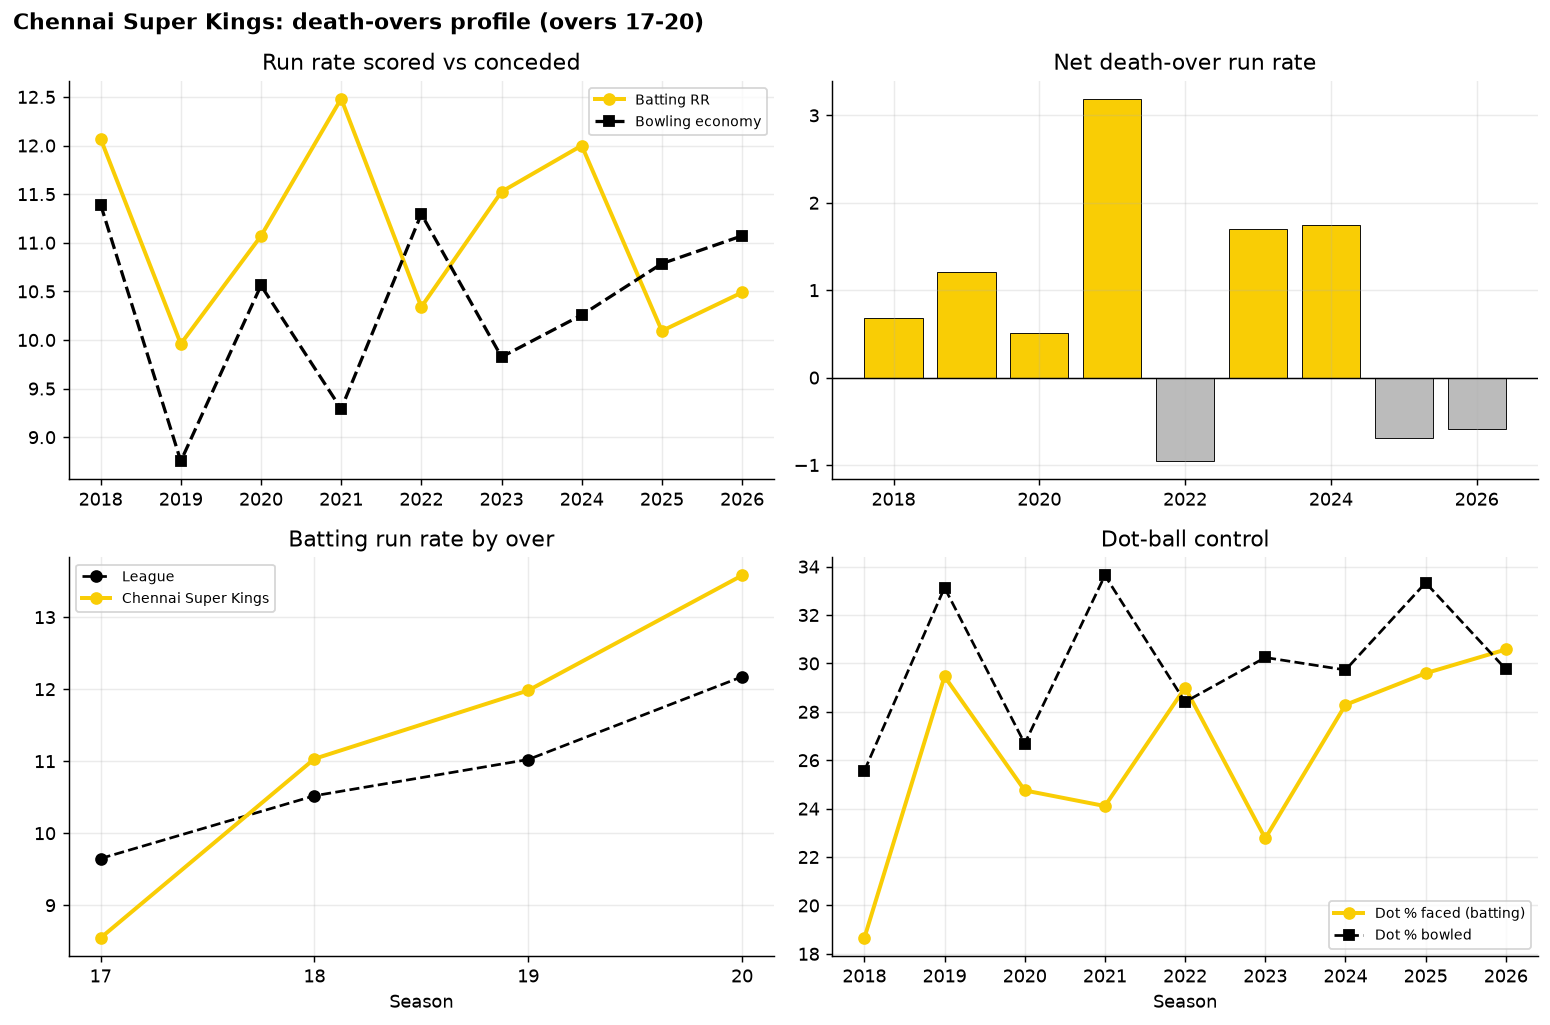 Chennai Super Kings: death-overs profile (overs 17-20)
Run rate scored vs conceded
12.5
12.0
11.5
11.0
10.5
10.0
9.5
9.0
Batting RR
Bowling economy
2018 2019 2020 2021 2022 2023 2024 2025 2026
Net death-over run rate
3
2
1
0
−1
2018 2020 2022 2024 2026
Batting run rate by over
13
12
11
10
9
League
Chennai Super Kings
17 18 19 20
Season
Dot-ball control
34
32
30
28
26
24
22
20
18
Dot % faced (batting)
Dot % bowled
2018 2019 2020 2021 2022 2023 2024 2025 2026
Season